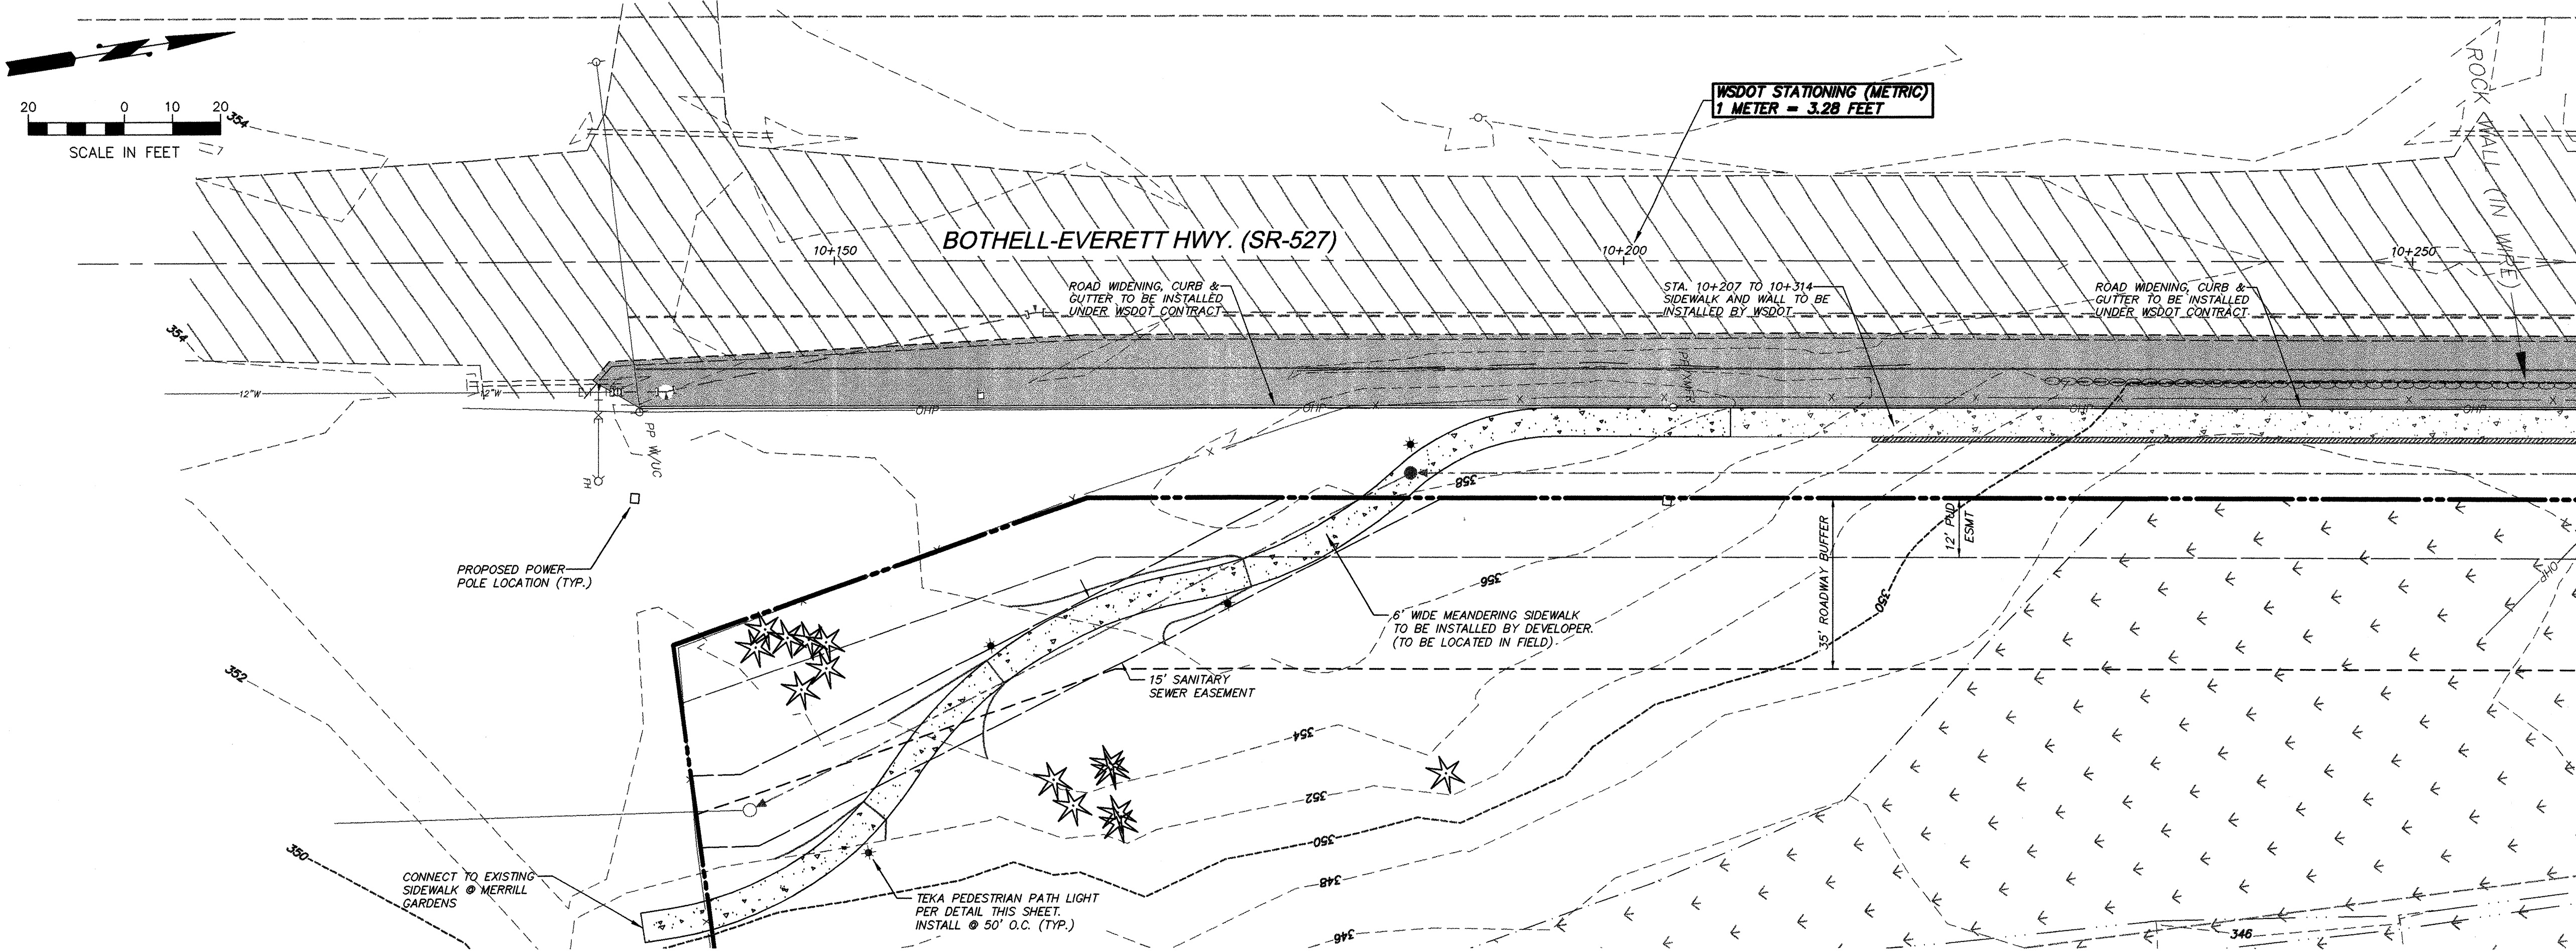 20 0 10 20
SCALE IN FEET
354
WSDOT STATIONING (METRIC)
1 METER = 3.28 FEET
ROCK WALL (IN WIRE)
BOTHELL-EVERETT HWY. (SR-527)
10+150
10+200
10+250
ROAD WIDENING, CURB &
GUTTER TO BE INSTALLED
UNDER WSDOT CONTRACT
STA. 10+207 TO 10+314
SIDEWALK AND WALL TO BE
INSTALLED BY WSDOT
ROAD WIDENING, CURB &
GUTTER TO BE INSTALLED
UNDER WSDOT CONTRACT
354
12"W
12"W
OHP
OHP
OHP
OHP
PP W/UC
FH
358
PROPOSED POWER
POLE LOCATION (TYP.)
35' ROADWAY BUFFER
12' PUD
ESMT
OHP
356
350
6' WIDE MEANDERING SIDEWALK
TO BE INSTALLED BY DEVELOPER.
(TO BE LOCATED IN FIELD)
352
15' SANITARY
SEWER EASEMENT
354
352
350
350
348
CONNECT TO EXISTING
SIDEWALK @ MERRILL
GARDENS
TEKA PEDESTRIAN PATH LIGHT
PER DETAIL THIS SHEET.
INSTALL @ 50' O.C. (TYP.)
346
346